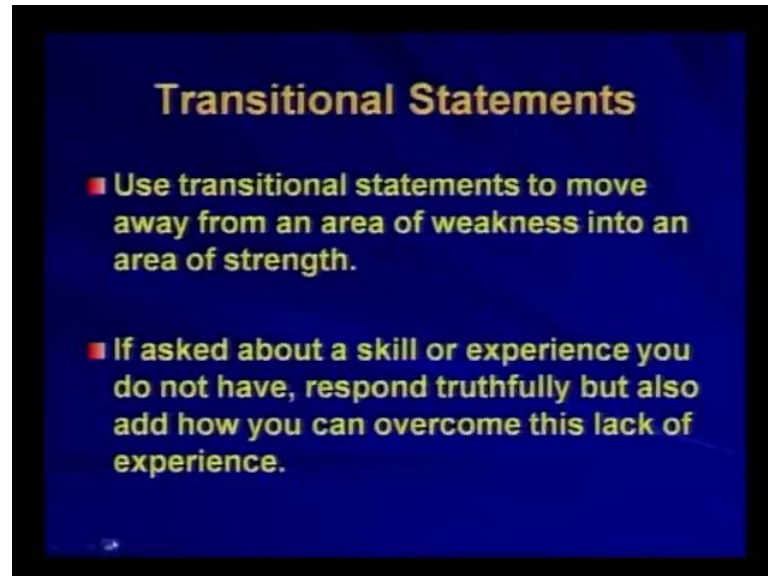 Transitional Statements
Use transitional statements to move
away from an area of weakness into an
area of strength.
If asked about a skill or experience you
do not have, respond truthfully but also
add how you can overcome this lack of
experience.